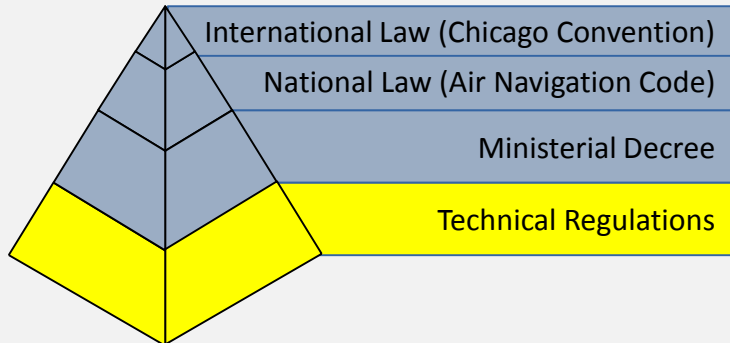 International Law (Chicago Convention)
National Law (Air Navigation Code)
Ministerial Decree
Technical Regulations